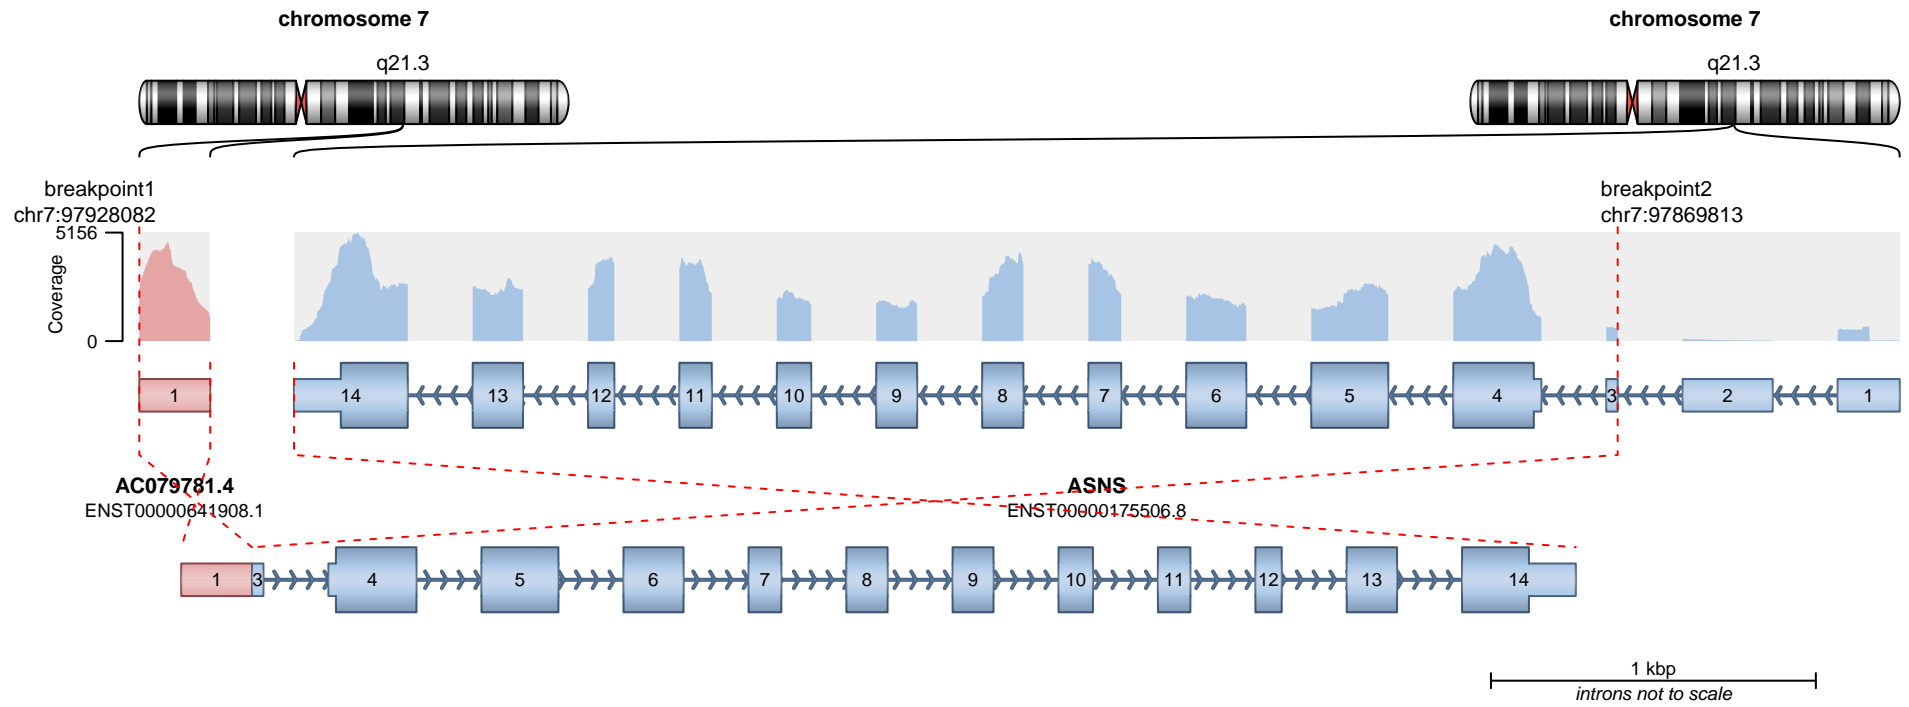 chromosome 7
chromosome 7
q21.3
q21.3
breakpoint1
chr7:97928082
breakpoint2
chr7:97869813
5156
Coverage
0
1
14
13
12
11
10
9
8
7
6
5
4
3
2
1
AC079781.4
ENST00000641908.1
ASNS
ENST00000175506.8
1
3
4
5
6
7
8
9
10
11
12
13
14
1 kbp
introns not to scale